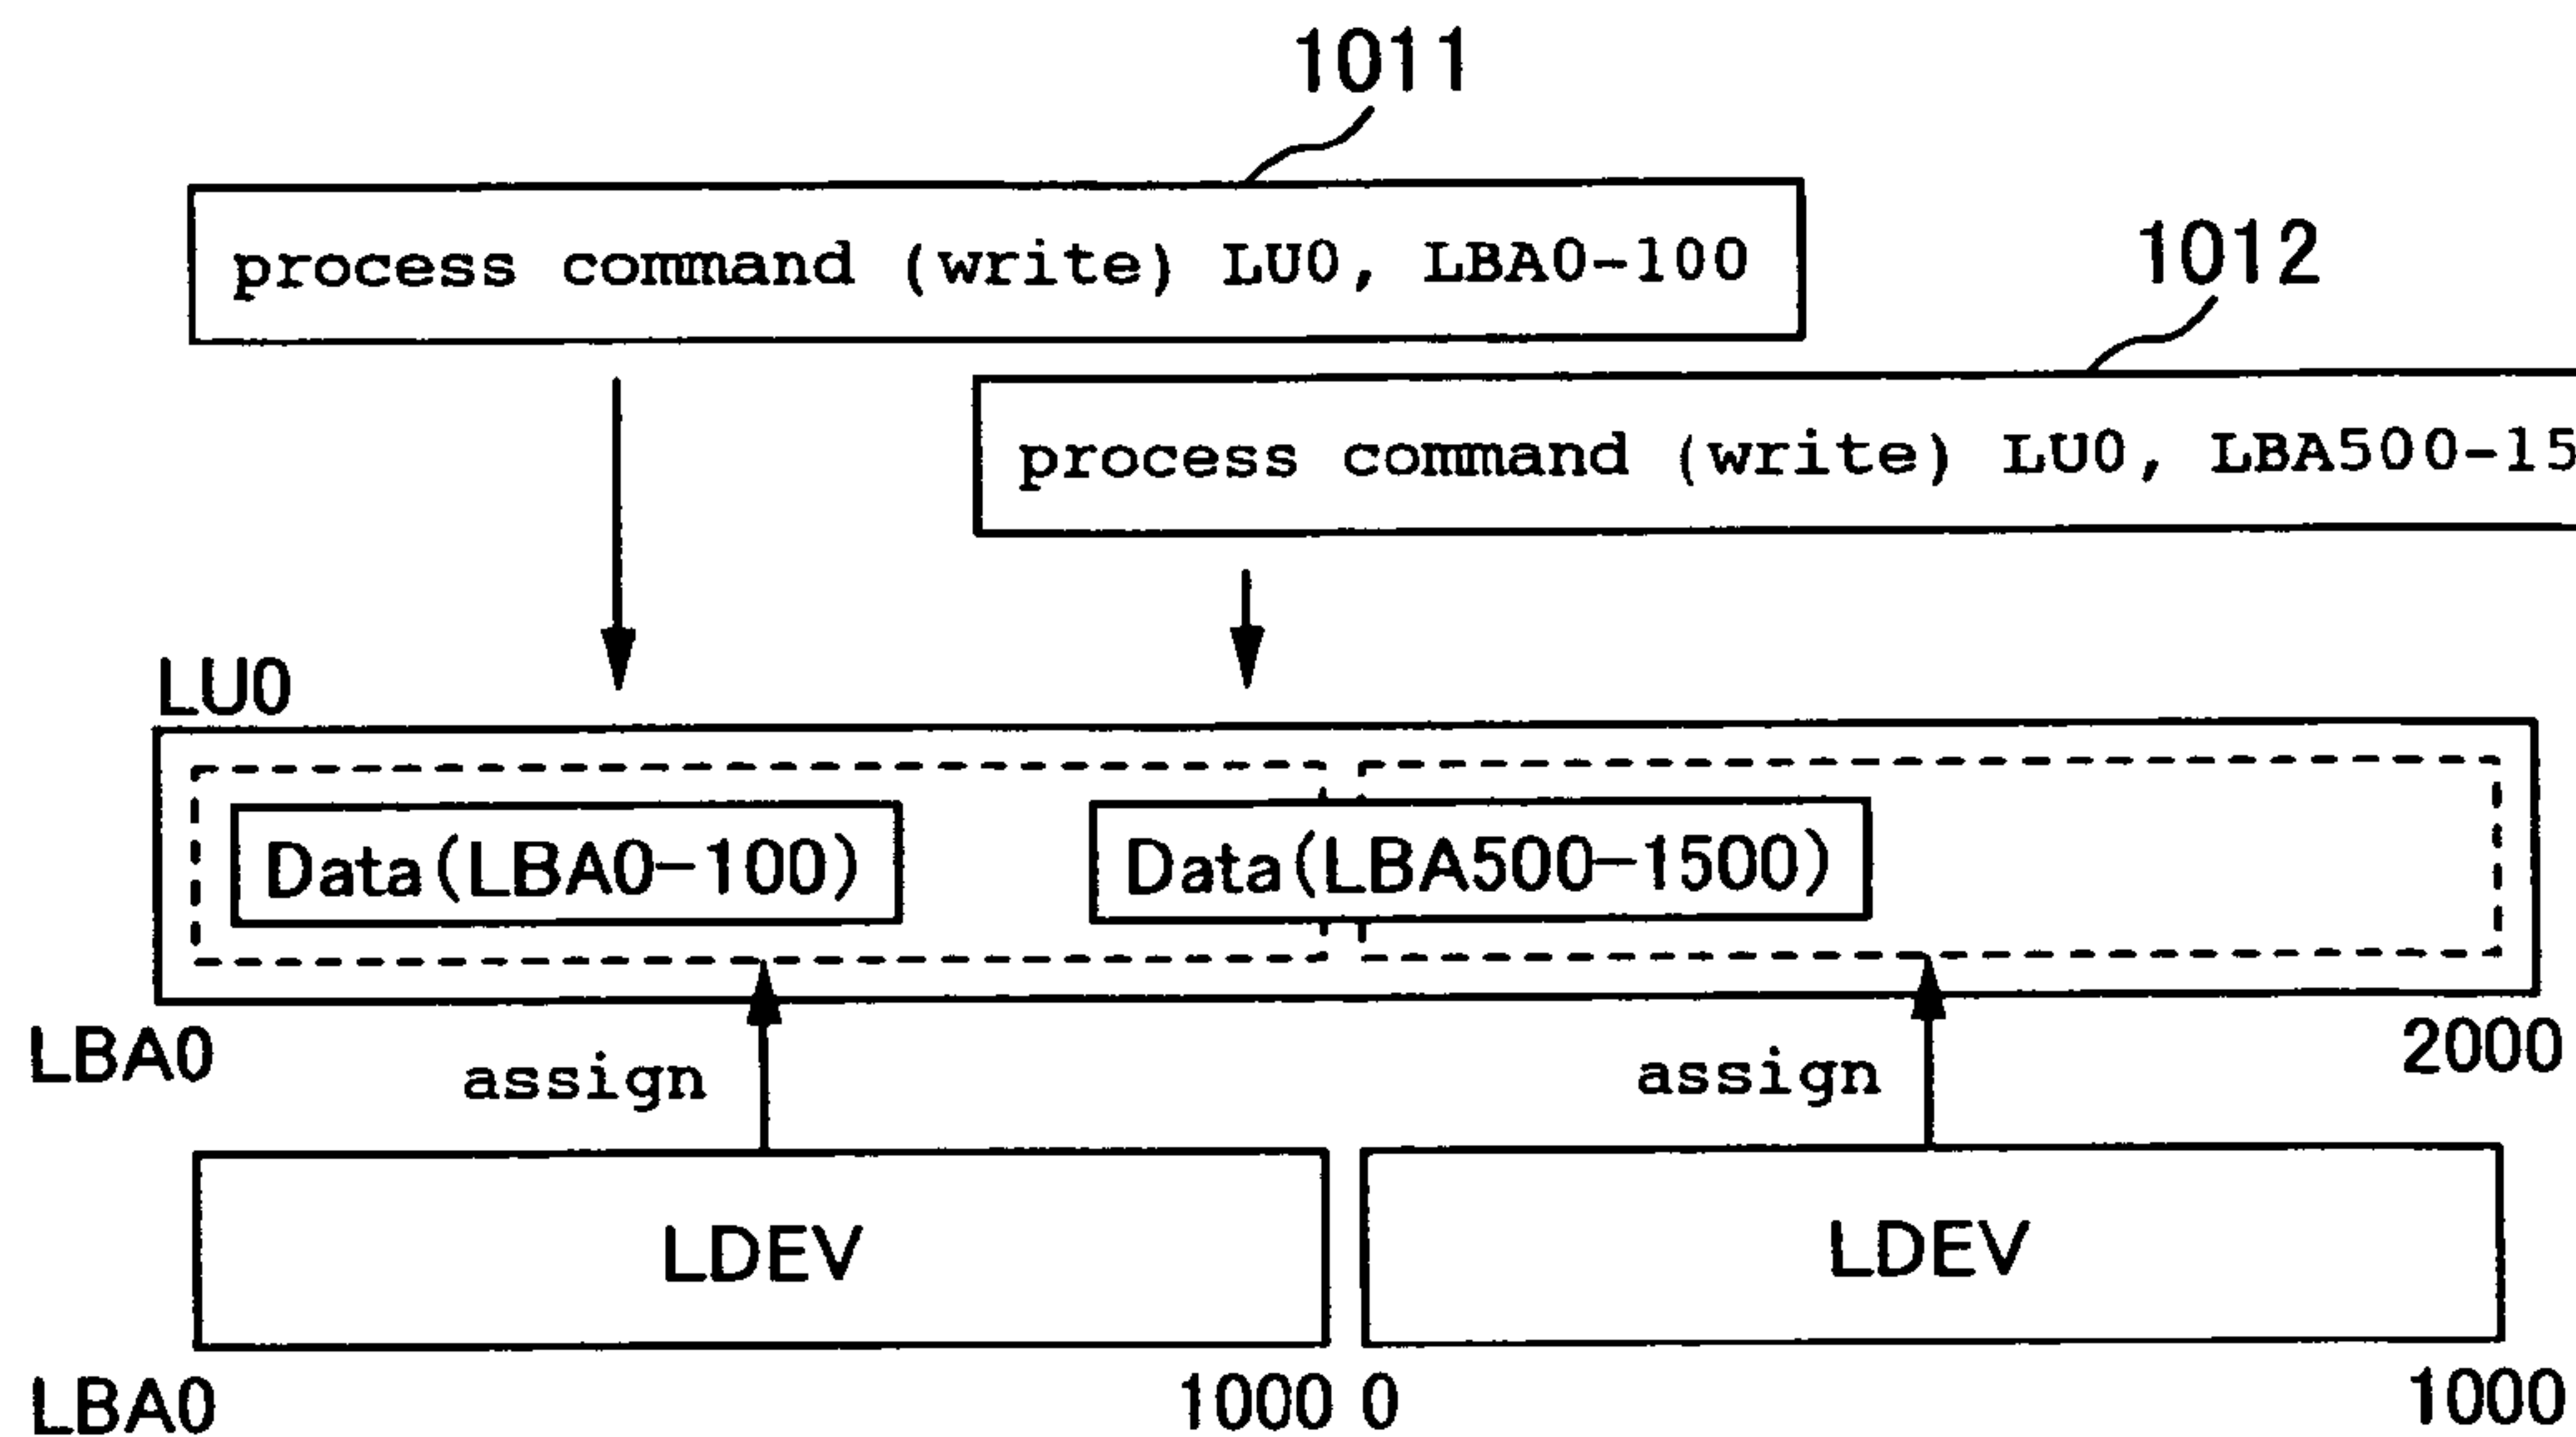 1011
process command (write) LU0, LBA0-100
1012
process command (write) LU0, LBA500-15
LU0
Data(LBA0-100)
Data(LBA500-1500)
LBA0
2000
assign
assign
LDEV
LDEV
LBA0
1000
0
1000